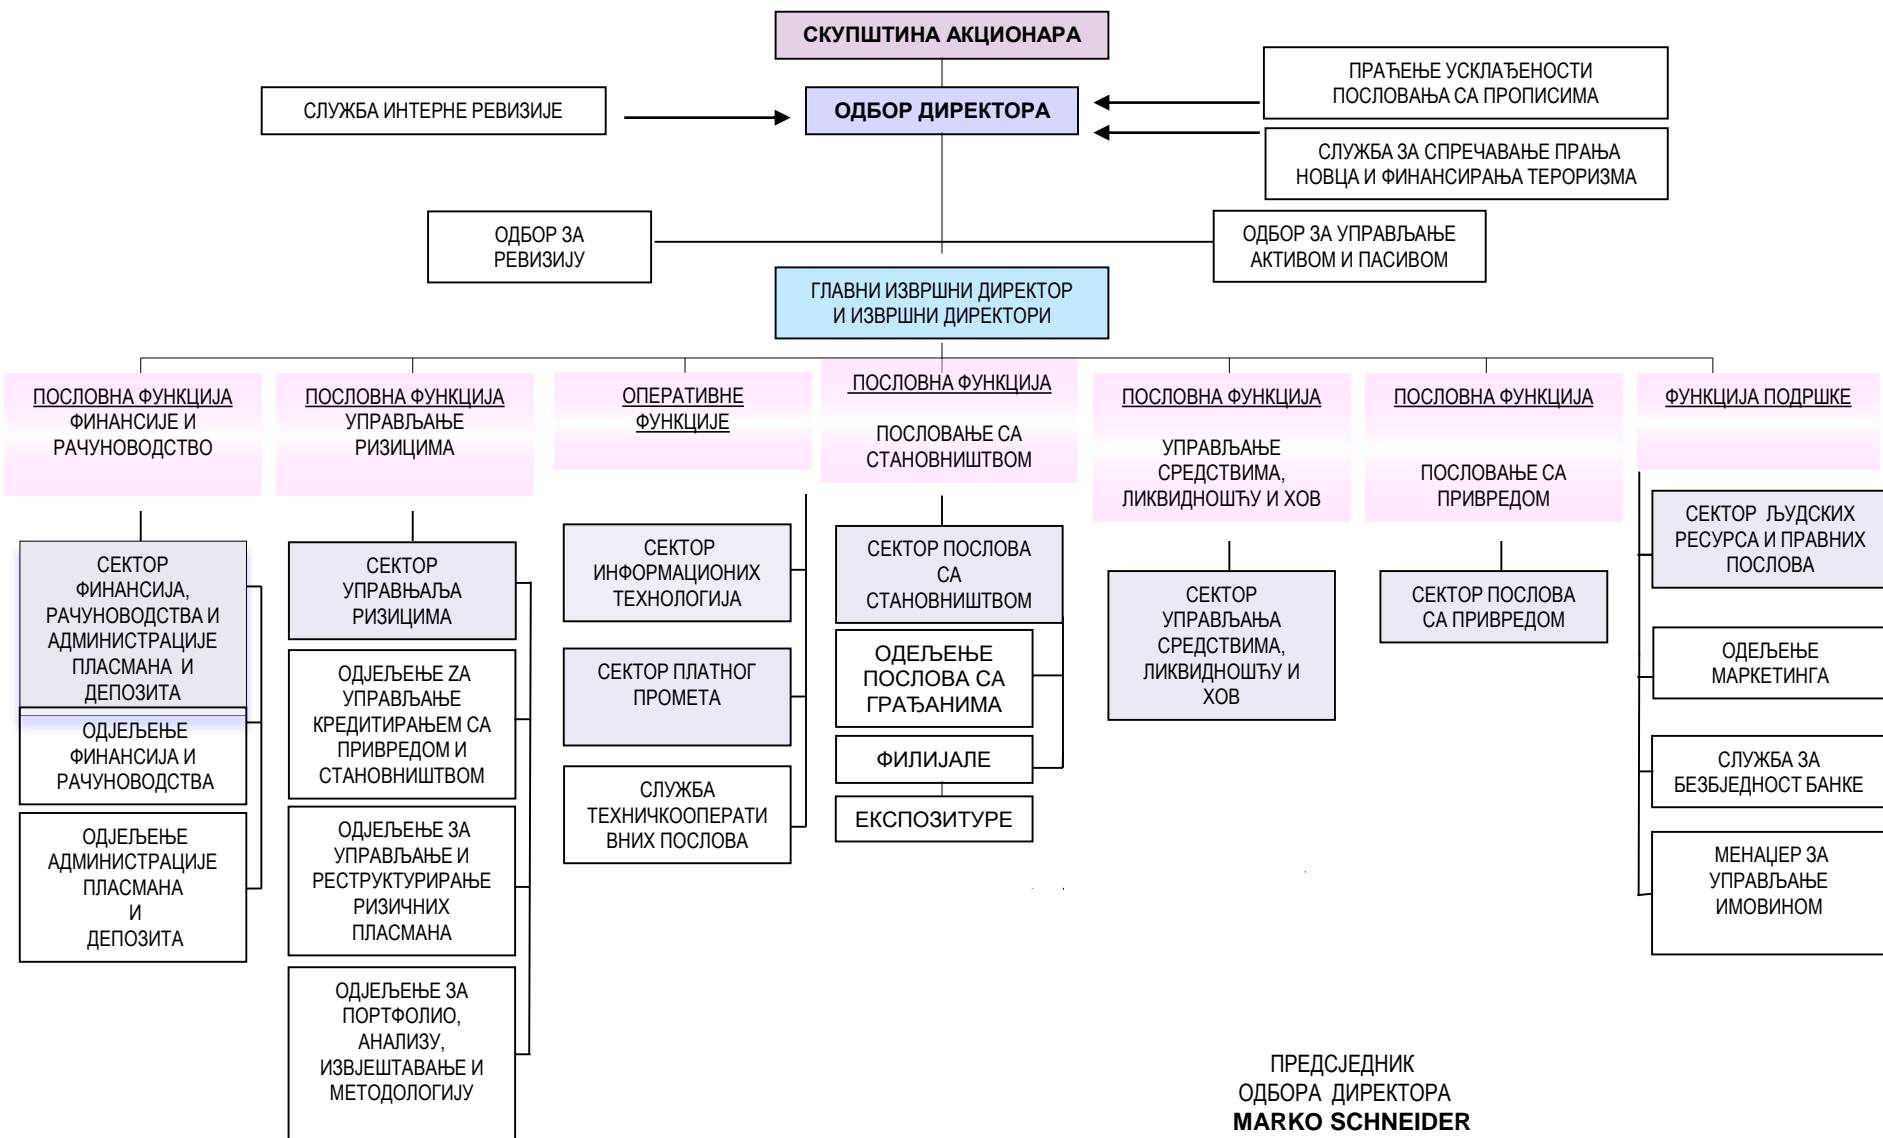 СКУПШТИНА АКЦИОНАРА
СЛУЖБА ИНТЕРНЕ РЕВИЗИЈЕ
ОДБОР ДИРЕКТОРА
ПРАЋЕЊЕ УСКЛАЂЕНОСТИ
ПОСЛОВАЊА СА ПРОПИСИМА
СЛУЖБА ЗА СПРЕЧАВАЊЕ ПРАЊА
НОВЦА И ФИНАНСИРАЊА ТЕРОРИЗМА
ОДБОР ЗА
РЕВИЗИЈУ
ОДБОР ЗА УПРАВЉАЊЕ
АКТИВОМ И ПАСИВОМ
ГЛАВНИ ИЗВРШНИ ДИРЕКТОР
И ИЗВРШНИ ДИРЕКТОРИ
ПОСЛОВНА ФУНКЦИЈА
ФИНАНСИЈЕ И
РАЧУНОВОДСТВО
СЕКТОР
ФИНАНСИЈА,
РАЧУНОВОДСТВА И
АДМИНИСТРАЦИЈЕ
ПЛАСМАНА И
ДЕПОЗИТА
ОДЈЕЉЕЊЕ
ФИНАНСИЈА И
РАЧУНОВОДСТВА
ОДЈЕЉЕЊЕ
АДМИНИСТРАЦИЈЕ
ПЛАСМАНА
И
ДЕПОЗИТА
ПОСЛОВНА ФУНКЦИЈА
УПРАВЉАЊЕ
РИЗИЦИМА
СЕКТОР
УПРАВЊАЉА
РИЗИЦИМА
ОДЈЕЉЕЊЕ ZA
УПРАВЉАЊЕ
КРЕДИТИРАЊЕМ СА
ПРИВРЕДОМ И
СТАНОВНИШТВОМ
ОДЈЕЉЕЊЕ ЗА
УПРАВЉАЊЕ И
РЕСТРУКТУРИРАЊЕ
РИЗИЧНИХ
ПЛАСМАНА
ОДЈЕЉЕЊЕ ЗА
ПОРТФОЛИО,
АНАЛИЗУ,
ИЗВЈЕШТАВАЊЕ И
МЕТОДОЛОГИЈУ
ОПЕРАТИВНЕ
ФУНКЦИЈЕ
СЕКТОР
ИНФОРМАЦИОНИХ
ТЕХНОЛОГИЈА
СЕКТОР ПЛАТНОГ
ПРОМЕТА
СЛУЖБА
ТЕХНИЧКООПЕРАТИ
ВНИХ ПОСЛОВА
ПОСЛОВНА ФУНКЦИЈА
ПОСЛОВАЊЕ СА
СТАНОВНИШТВОМ
СЕКТОР ПОСЛОВА
СА
СТАНОВНИШТВОМ
ОДЕЉЕЊЕ
ПОСЛОВА СА
ГРАЂАНИМА
ФИЛИЈАЛЕ
ЕКСПОЗИТУРЕ
ПОСЛОВНА ФУНКЦИЈА
УПРАВЉАЊЕ
СРЕДСТВИМА,
ЛИКВИДНОШЋУ И ХОВ
СЕКТОР
УПРАВЉАЊА
СРЕДСТВИМА,
ЛИКВИДНОШЋУ И
ХОВ
ПОСЛОВНА ФУНКЦИЈА
ПОСЛОВАЊЕ СА
ПРИВРЕДОМ
СЕКТОР ПОСЛОВА
СА ПРИВРЕДОМ
ФУНКЦИЈА ПОДРШКЕ
СЕКТОР ЉУДСКИХ
РЕСУРСА И ПРАВНИХ
ПОСЛОВА
ОДЕЉЕЊЕ
МАРКЕТИНГА
СЛУЖБА ЗА
БЕЗБЈЕДНОСТ БАНКЕ
МЕНАЏЕР ЗА
УПРАВЉАЊЕ
ИМОВИНОМ
ПРЕДСЈЕДНИК
ОДБОРА ДИРЕКТОРА
MARKO SCHNEIDER